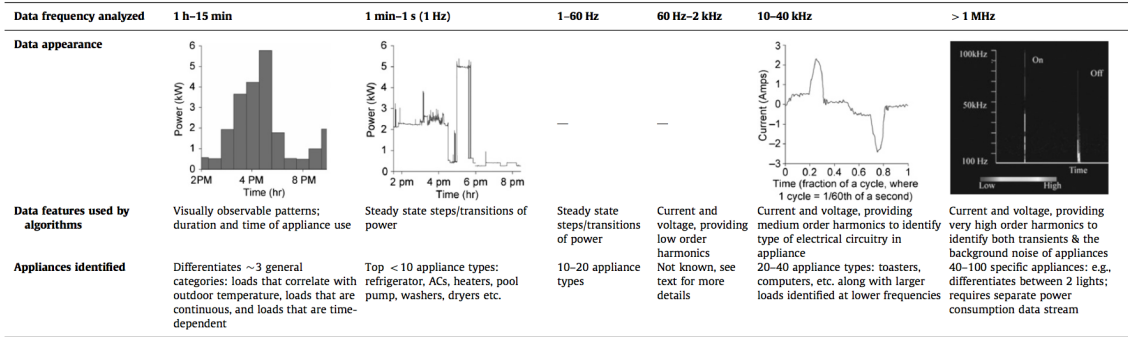 Data frequency analyzed 1 h–15 min 1 min–1 s (1 Hz) 1–60 Hz 60 Hz–2 kHz 10–40 kHz > 1 MHz
Data appearance
6
5
4
3
2
1
0
Power (kW)
2PM 4 PM 8 PM
Time (hr)
6
5
4
3
2
1
0
Power (kW)
2 pm 4 pm 6 pm 8 pm
Time (hr)
—
—
3
2
1
0
−1
−2
−3
Current (Amps)
0 0.2 0.4 0.6 0.8 1
Time (fraction of a cycle, where
1 cycle = 1/60th of a second)
100kHz
50kHz
100 Hz
On
Off
Time
Low High
Data features used by
algorithms
Visually observable patterns;
duration and time of appliance use
Steady state steps/transitions of
power
Steady state
steps/transitions
of power
Current and
voltage, providing
low order
harmonics
Current and voltage, providing
medium order harmonics to identify
type of electrical circuitry in
appliance
Current and voltage, providing
very high order harmonics to
identify both transients & the
background noise of appliances
Appliances identified
Differentiates ∼3 general
categories: loads that correlate with
outdoor temperature, loads that are
continuous, and loads that are time-
dependent
Top <10 appliance types:
refrigerator, ACs, heaters, pool
pump, washers, dryers etc.
10–20 appliance
types
Not known, see
text for more
details
20–40 appliance types: toasters,
computers, etc. along with larger
loads identified at lower frequencies
40–100 specific appliances: e.g.,
differentiates between 2 lights;
requires separate power
consumption data stream